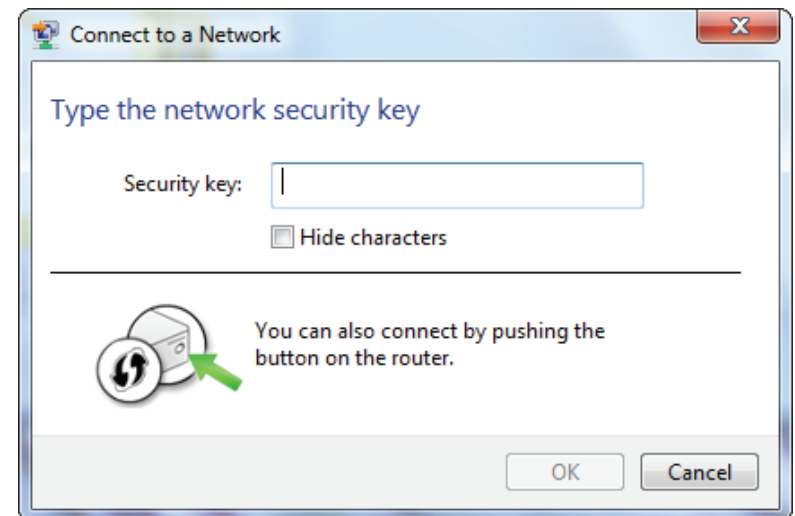 Connect to a Network
Type the network security key
Security key:
Hide characters
You can also connect by pushing the
button on the router.
OK
Cancel